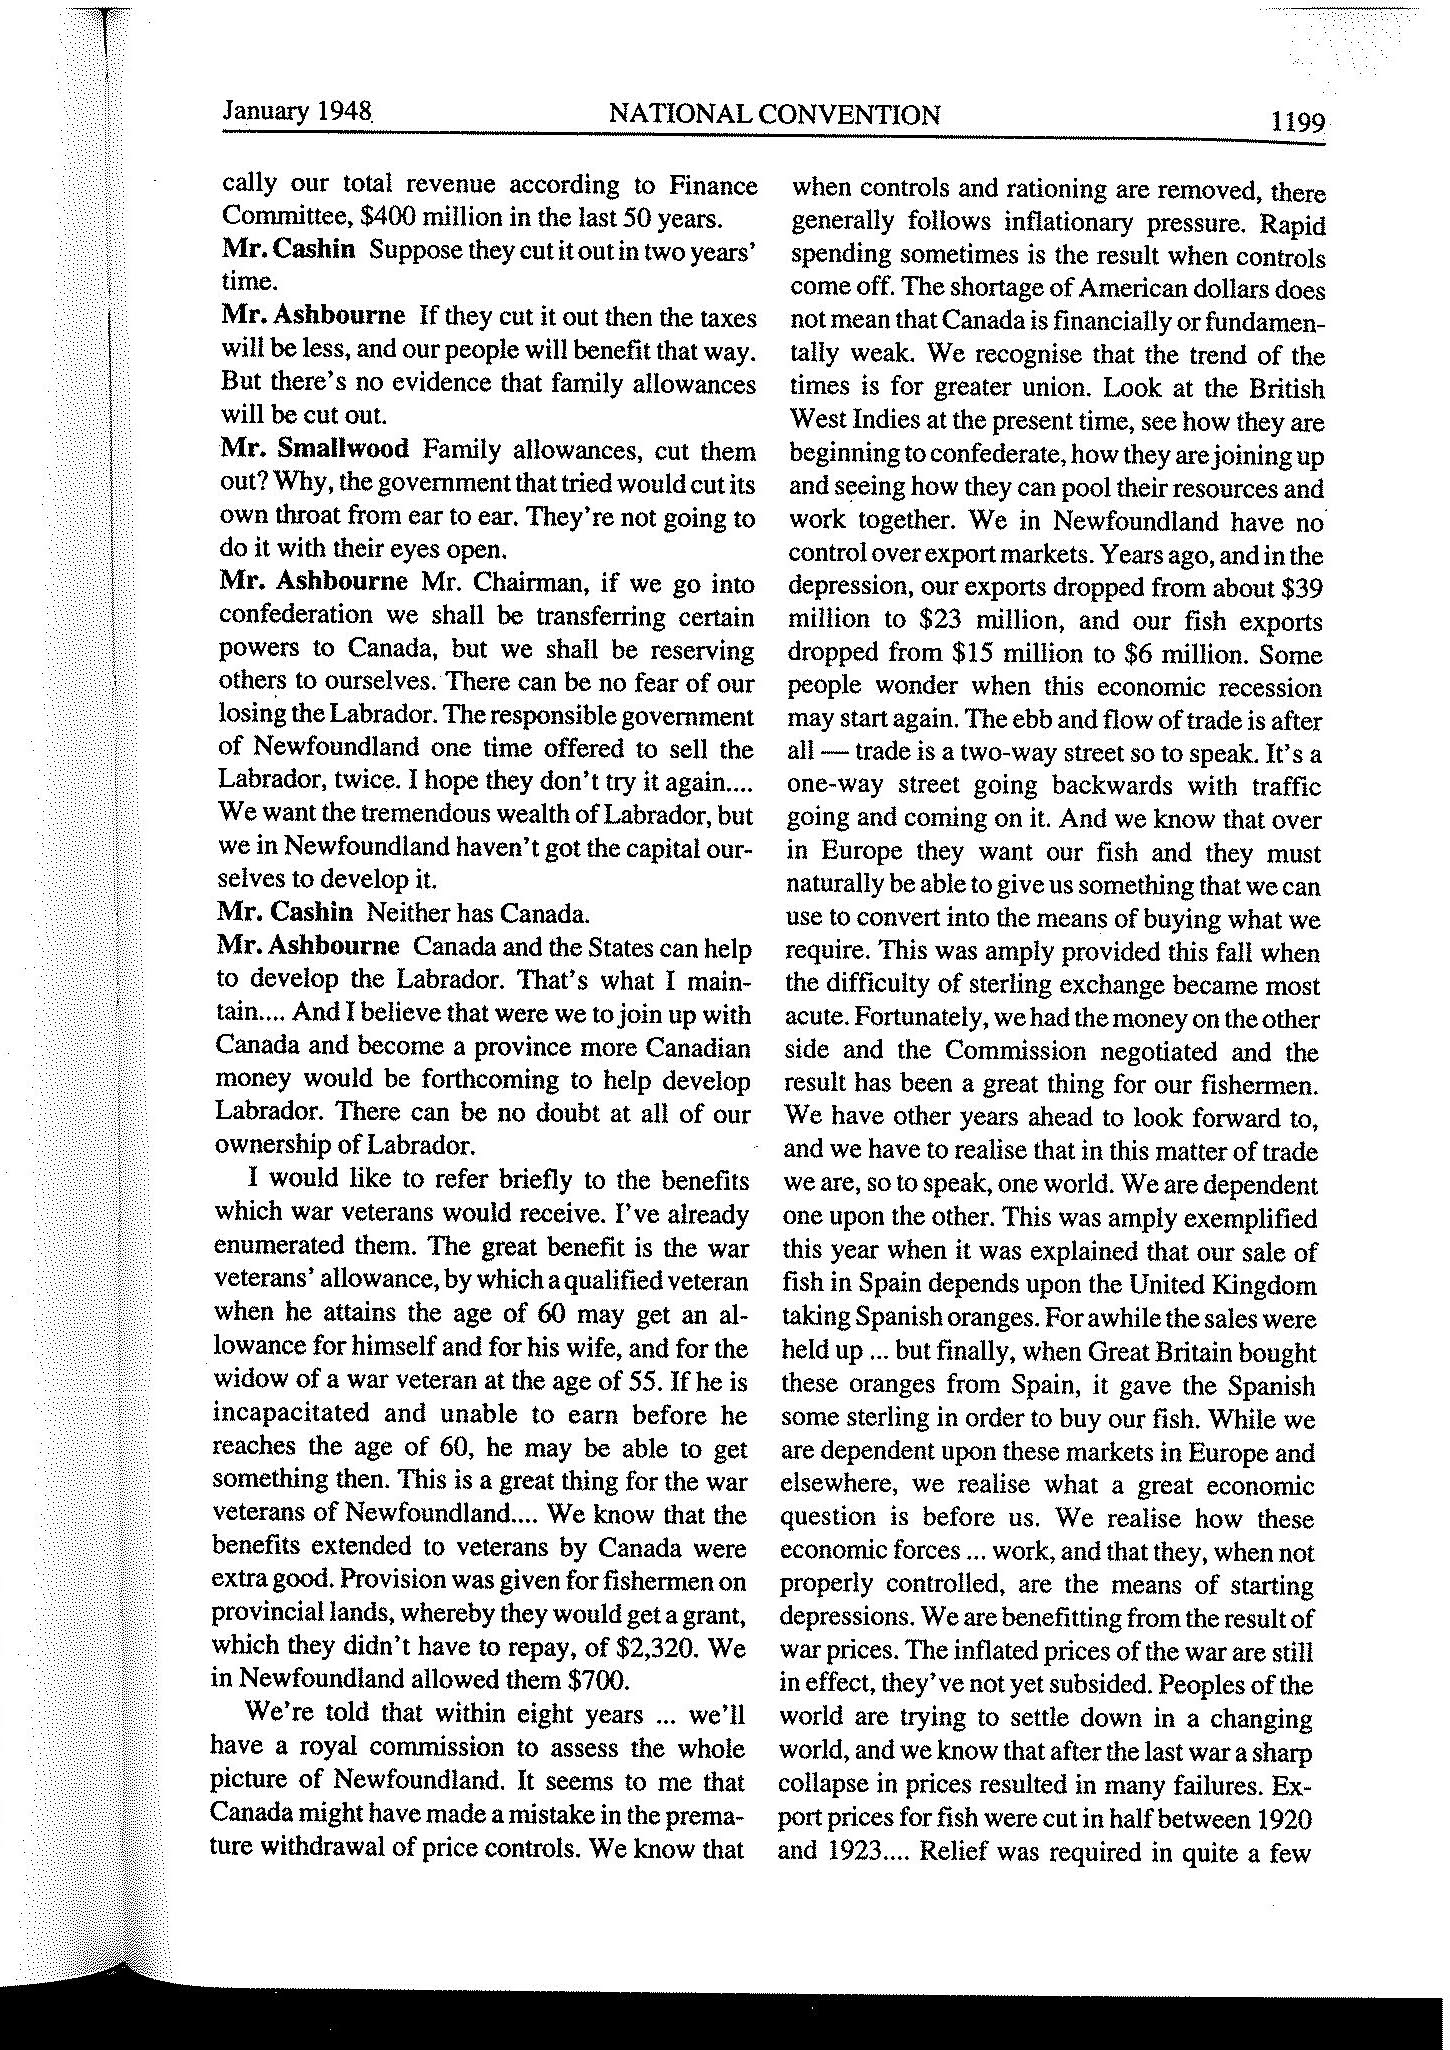 January 1948
NATIONAL CONVENTION
1199
cally our total revenue according to Finance
Committee, $400 million in the last 50 years.
Mr. Cashin Suppose they cut it out in two years'
time.
Mr. Ashbourne If they cut it out then the taxes
will be less, and our people will benefit that way.
But there's no evidence that family allowances
will be cut out.
Mr. Smallwood Family allowances, cut them
out? Why, the government that tried would cut its
own throat from ear to ear. They're not going to
do it with their eyes open.
Mr. Ashbourne Mr. Chairman, if we go into
confederation we shall be transferring certain
powers to Canada, but we shall be reserving
others to ourselves. There can be no fear of our
losing the Labrador. The responsible government
of Newfoundland one time offered to sell the
Labrador, twice. I hope they don't try it again....
We want the tremendous wealth of Labrador, but
we in Newfoundland haven't got the capital our-
selves to develop it.
Mr. Cashin Neither has Canada.
Mr. Ashbourne Canada and the States can help
to develop the Labrador. That's what I main-
tain.... And I believe that were we to join up with
Canada and become a province more Canadian
money would be forthcoming to help develop
Labrador. There can be no doubt at all of our
ownership of Labrador.
I would like to refer briefly to the benefits
which war veterans would receive. I've already
enumerated them. The great benefit is the war
veterans' allowance, by which a qualified veteran
when he attains the age of 60 may get an al-
lowance for himself and for his wife, and for the
widow of a war veteran at the age of 55. If he is
incapacitated and unable to earn before he
reaches the age of 60, he may be able to get
something then. This is a great thing for the war
veterans of Newfoundland.... We know that the
benefits extended to veterans by Canada were
extra good. Provision was given for fishermen on
provincial lands, whereby they would get a grant,
which they didn't have to repay, of $2,320. We
in Newfoundland allowed them $700.
We're told that within eight years ... we'll
have a royal commission to assess the whole
picture of Newfoundland. It seems to me that
Canada might have made a mistake in the prema-
ture withdrawal of price controls. We know that
when controls and rationing are removed, there
generally follows inflationary pressure. Rapid
spending sometimes is the result when controls
come off. The shortage of American dollars does
not mean that Canada is financially or fundamen-
tally weak. We recognise that the trend of the
times is for greater union. Look at the British
West Indies at the present time, see how they are
beginning to confederate, how they are joining up
and seeing how they can pool their resources and
work together. We in Newfoundland have no
control over export markets. Years ago, and in the
depression, our exports dropped from about $39
million to $23 million, and our fish exports
dropped from $15 million to $6 million. Some
people wonder when this economic recession
may start again. The ebb and flow of trade is after
all — trade is a two-way street so to speak. It's a
one-way street going backwards with traffic
going and coming on it. And we know that over
in Europe they want our fish and they must
naturally be able to give us something that we can
use to convert into the means of buying what we
require. This was amply provided this fall when
the difficulty of sterling exchange became most
acute. Fortunately, we had the money on the other
side and the Commission negotiated and the
result has been a great thing for our fishermen.
We have other years ahead to look forward to,
and we have to realise that in this matter of trade
we are, so to speak, one world. We are dependent
one upon the other. This was amply exemplified
this year when it was explained that our sale of
fish in Spain depends upon the United Kingdom
taking Spanish oranges. For awhile the sales were
held up ... but finally, when Great Britain bought
these oranges from Spain, it gave the Spanish
some sterling in order to buy our fish. While we
are dependent upon these markets in Europe and
elsewhere, we realise what a great economic
question is before us. We realise how these
economic forces ... work, and that they, when not
properly controlled, are the means of starting
depressions. We are benefitting from the result of
war prices. The inflated prices of the war are still
in effect, they've not yet subsided. Peoples of the
world are trying to settle down in a changing
world, and we know that after the last war a sharp
collapse in prices resulted in many failures. Ex-
port prices for fish were cut in half between 1920
and 1923.... Relief was required in quite a few